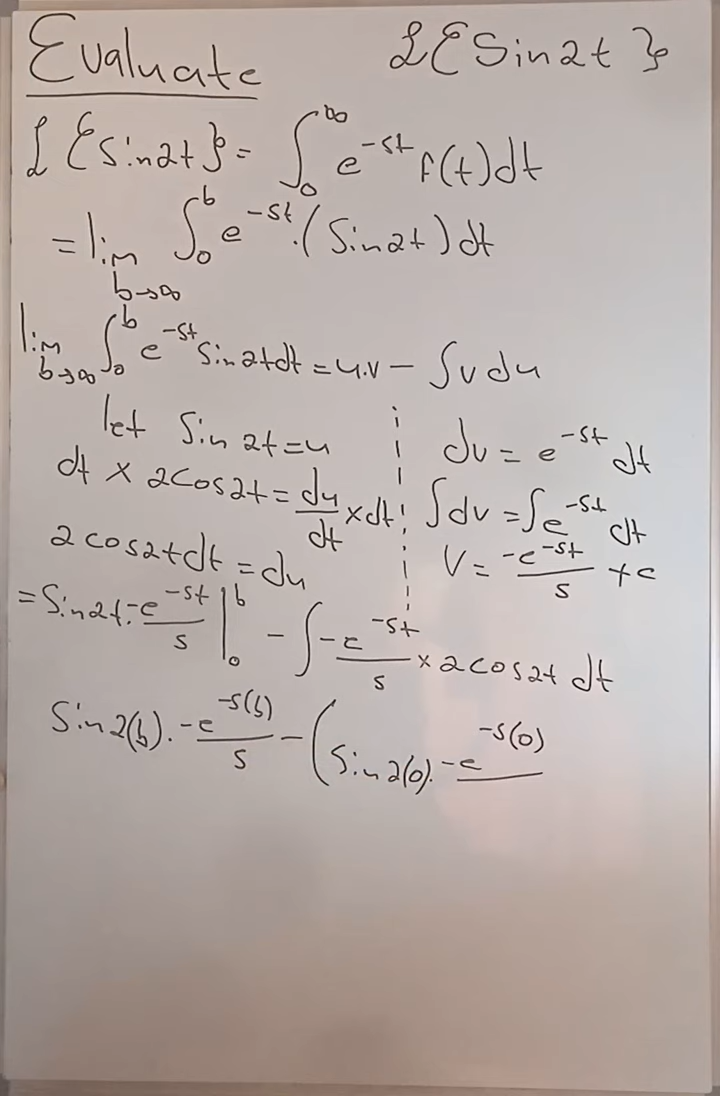 Evaluate ℒ{Sin2t}
ℒ{Sin2t} = ∫₀^∞ e^{-st} f(t)dt
= lim_{b→∞} ∫₀^b e^{-st}.(Sin2t)dt
lim_{b→∞} ∫₀^b e^{-st} Sin2tdt = u.v - ∫vdu
let Sin2t = u
dt × 2Cos2t = du/dt × dt
2cos2tdt = du
dv = e^{-st} dt
∫dv = ∫e^{-st} dt
V = -e^{-st}/s + c
= Sin2t.-e^{-st}/s |₀^b - ∫-e^{-st}/s × 2cos2t dt
Sin2(b).-e^{-s(b)}/s - (Sin2(0).-e^{-s(0)}/